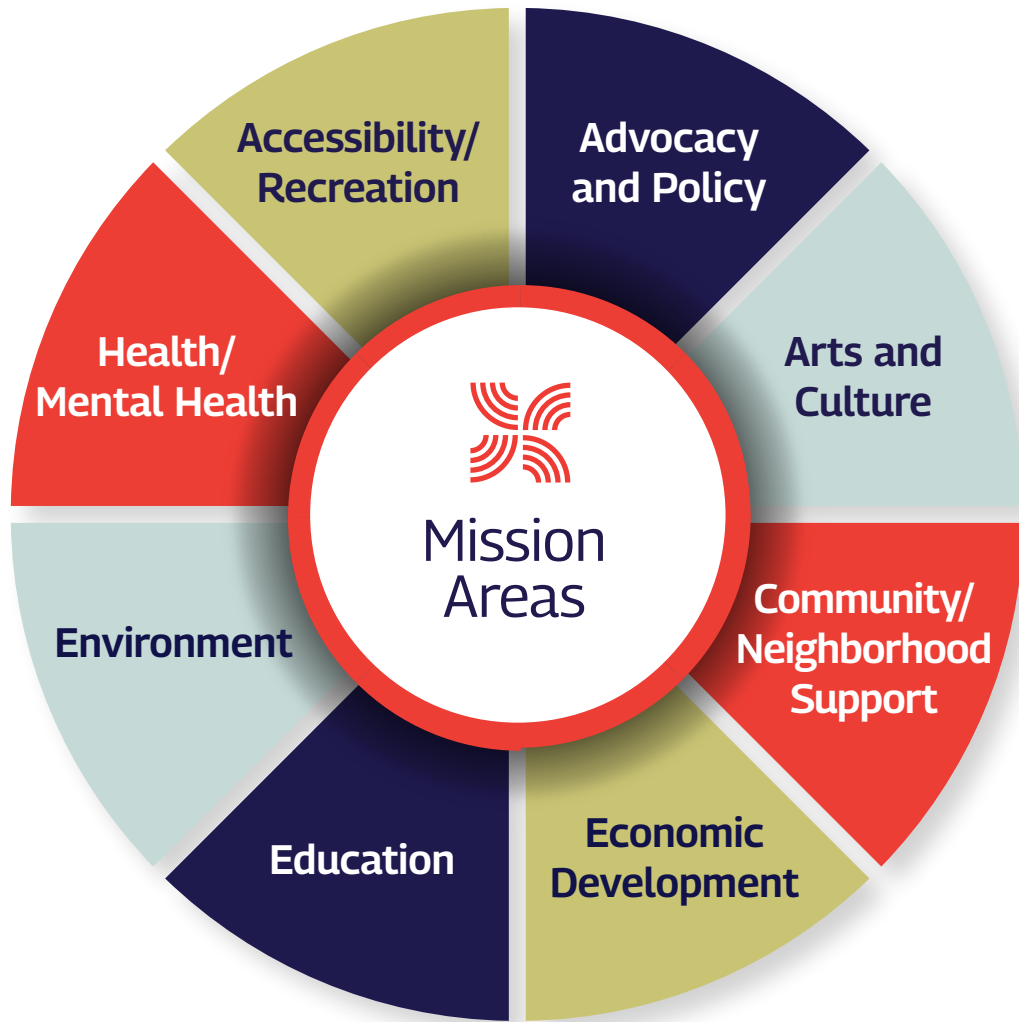 Accessibility/
Recreation
Advocacy
and Policy
Arts and
Culture
Community/
Neighborhood
Support
Economic
Development
Education
Environment
Health/
Mental Health
Mission
Areas